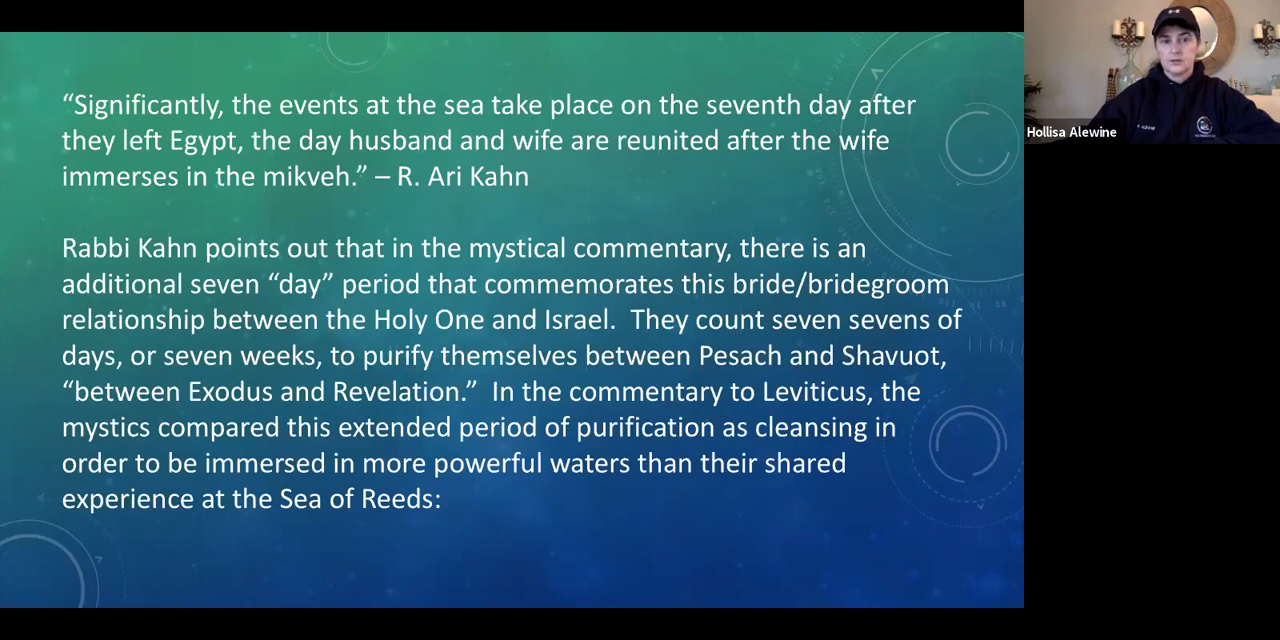 “Significantly, the events at the sea take place on the seventh day after
they left Egypt, the day husband and wife are reunited after the wife
immerses in the mikveh.” – R. Ari Kahn
Rabbi Kahn points out that in the mystical commentary, there is an
additional seven “day” period that commemorates this bride/bridegroom
relationship between the Holy One and Israel.  They count seven sevens of
days, or seven weeks, to purify themselves between Pesach and Shavuot,
“between Exodus and Revelation.”  In the commentary to Leviticus, the
mystics compared this extended period of purification as cleansing in
order to be immersed in more powerful waters than their shared
experience at the Sea of Reeds:
Hollisa Alewine